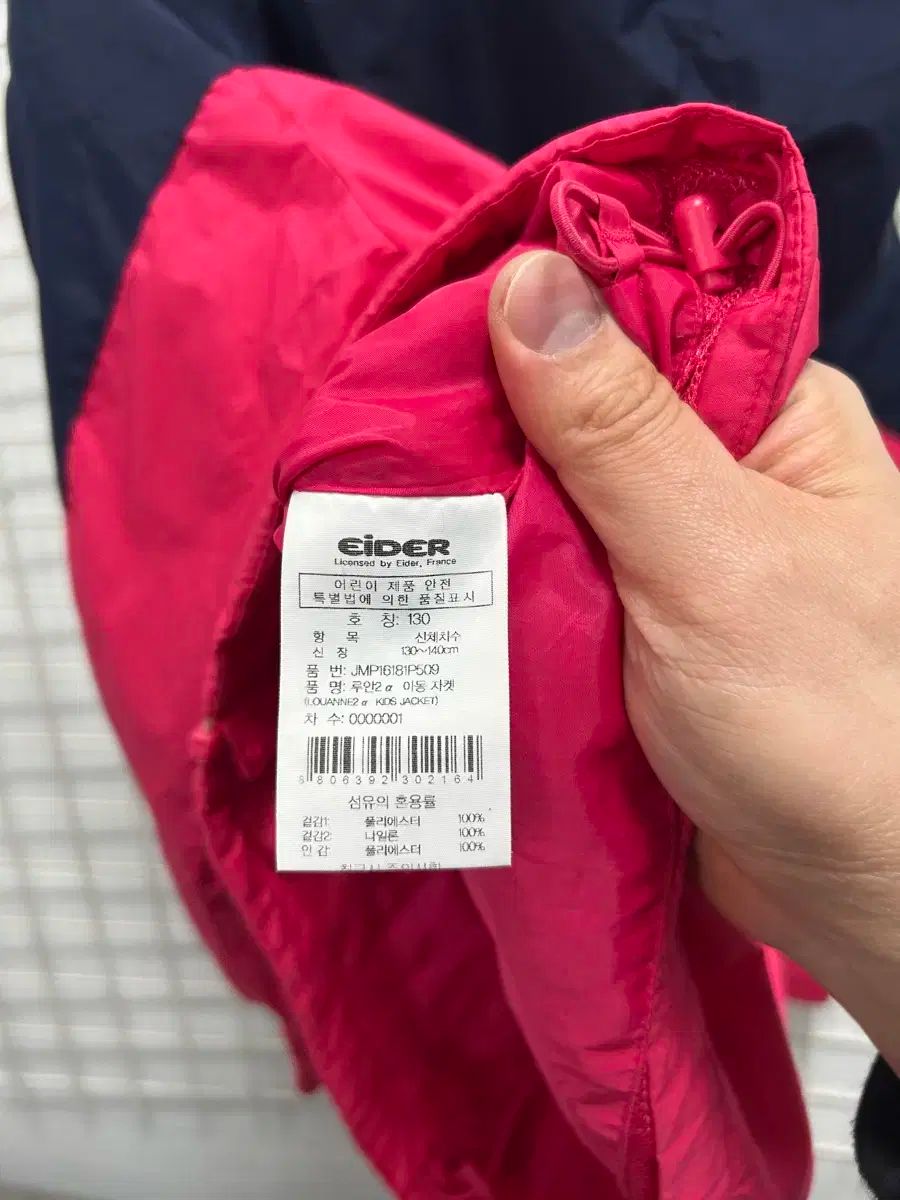 EiDER
Licensed by Eider, France
어린이 제품 안전
특별법에 의한 품질표시
호 칭: 130
항 목 신체치수
신 장 130~140cm
품 번: JMP16181P509
품 명: 루안2 α 아동 자켓
(LOUANNE2 α KIDS JACKET)
차 수: 0000001
8 806392 302164
섬유의 혼용률
겉감1: 폴리에스터 100%
겉감2: 나일론 100%
안 감: 폴리에스터 100%